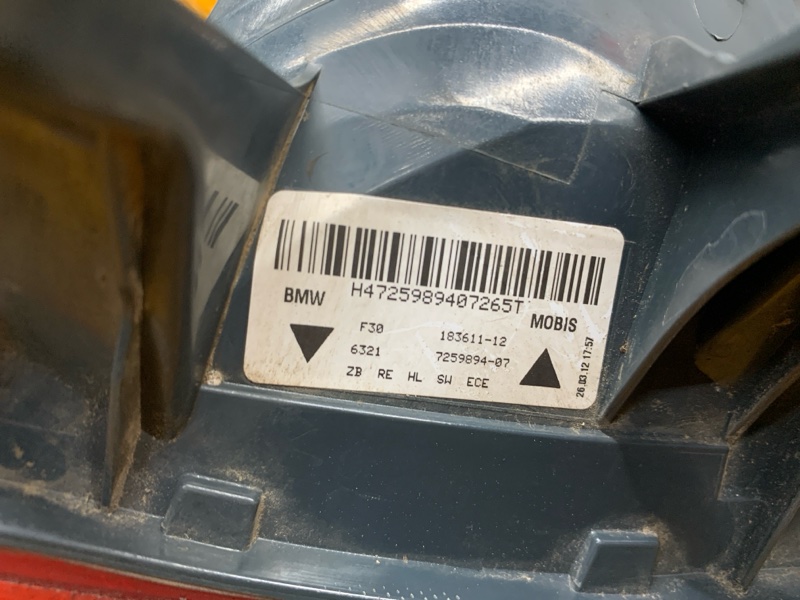 H4725989407265T
BMW
MOBIS
F30 183611-12
6321 7259894-07
ZB RE HL SW ECE
26.03.12 17:57